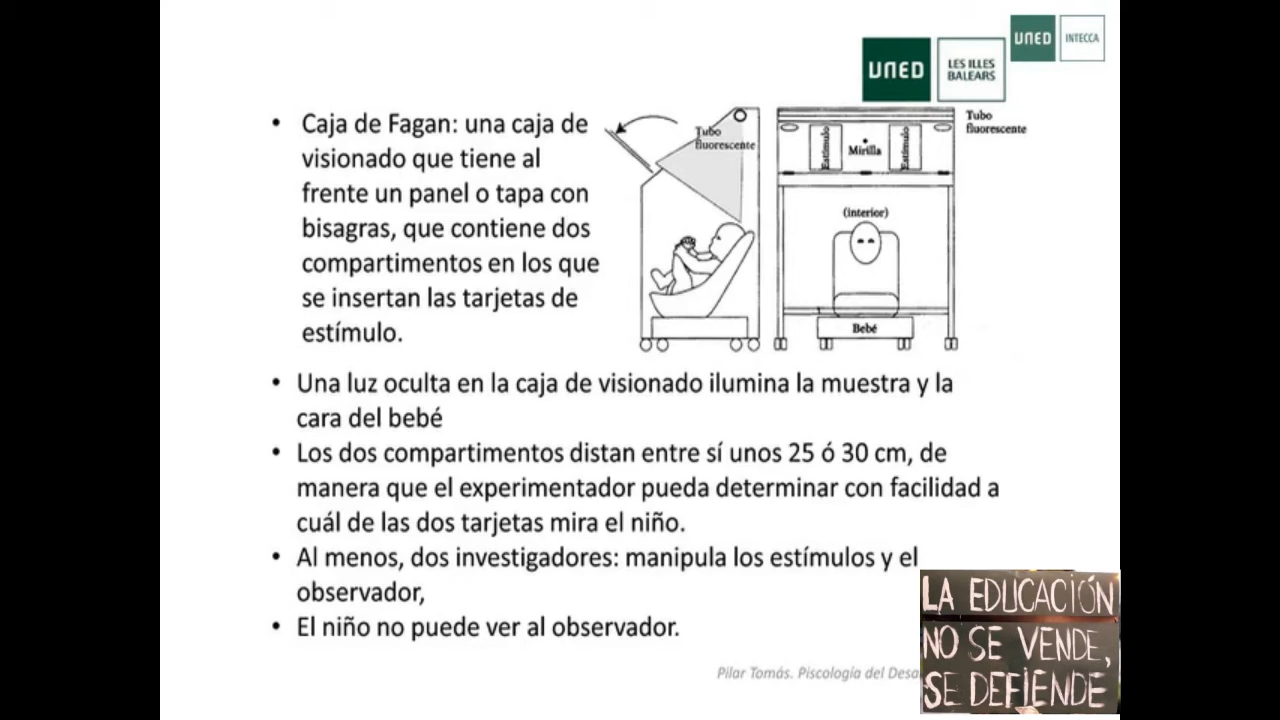 UNED
INTECCA
UNED
LES ILLES
BALEARS
• Caja de Fagan: una caja de
visionado que tiene al
frente un panel o tapa con
bisagras, que contiene dos
compartimentos en los que
se insertan las tarjetas de
estímulo.
Tubo
fluorescente
Estímulo
Mirilla
Estímulo
Tubo
fluorescente
(interior)
Bebé
• Una luz oculta en la caja de visionado ilumina la muestra y la
cara del bebé
• Los dos compartimentos distan entre sí unos 25 ó 30 cm, de
manera que el experimentador pueda determinar con facilidad a
cuál de las dos tarjetas mira el niño.
• Al menos, dos investigadores: manipula los estímulos y el
observador,
• El niño no puede ver al observador.
Pilar Tomás. Piscología del Desa
LA EDUCACIÓN
NO SE VENDE,
SE DEFIENDE